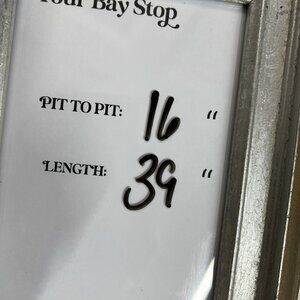 Your Bay Stop
PIT TO PIT: 16 "
LENGTH: 39 "